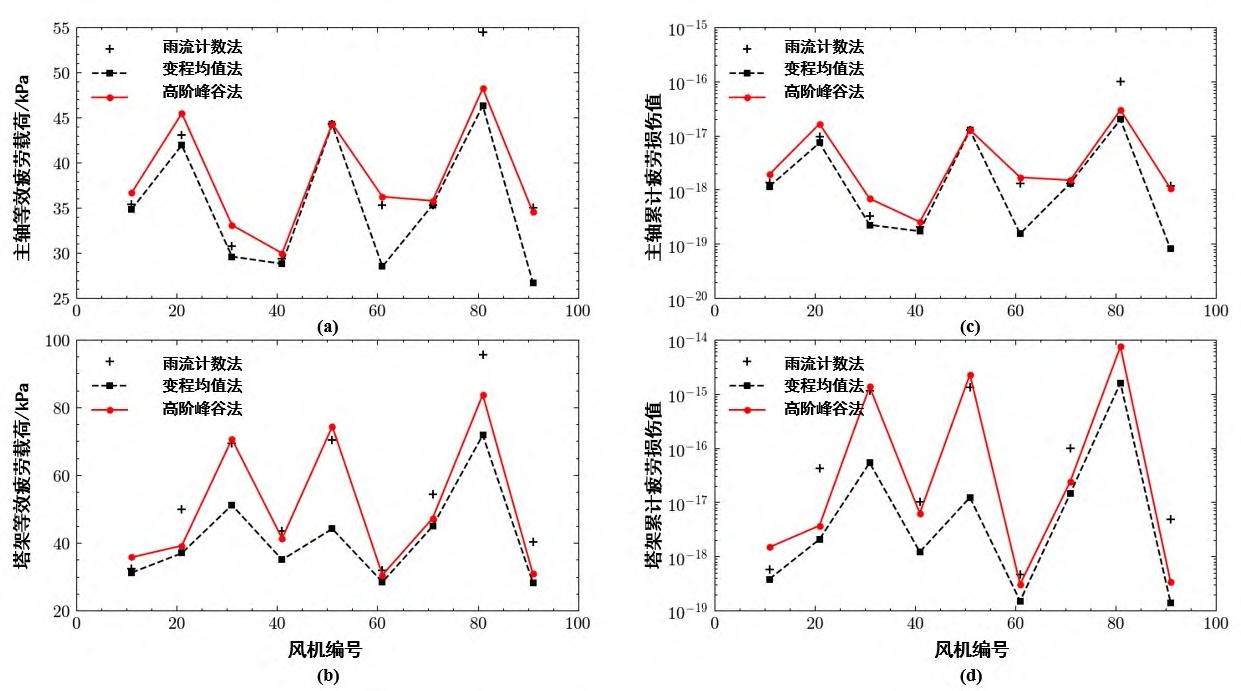 55
50
45
40
35
30
25
主轴等效疲劳载荷/kPa
雨流计数法
变程均值法
高阶峰谷法
0 20 40 60 80 100
(a)
10−15
10−16
10−17
10−18
10−19
10−20
主轴累计疲劳损伤值
雨流计数法
变程均值法
高阶峰谷法
0 20 40 60 80 100
(c)
100
80
60
40
20
塔架等效疲劳载荷/kPa
雨流计数法
变程均值法
高阶峰谷法
0 20 40 60 80 100
风机编号
(b)
10−14
10−15
10−16
10−17
10−18
10−19
塔架累计疲劳损伤值
雨流计数法
变程均值法
高阶峰谷法
0 20 40 60 80 100
风机编号
(d)